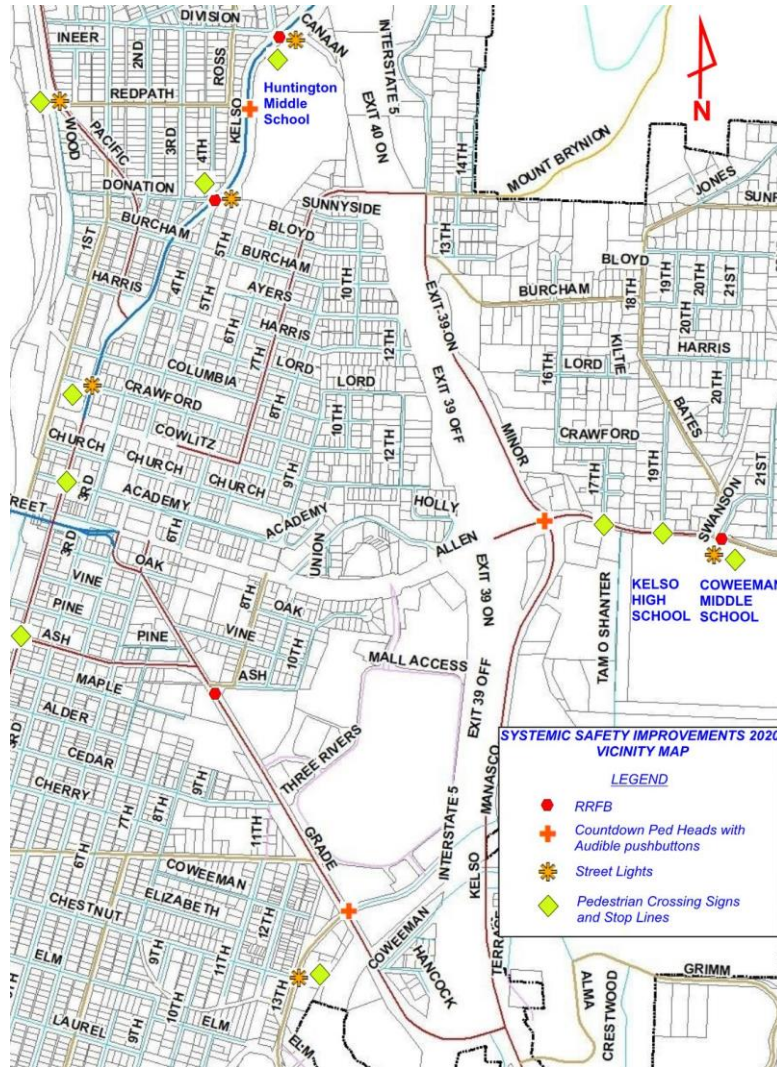 DIVISION
CANAAN
INEER
2ND
ROSS
INTERSTATE 5
REDPATH
KELSO
Huntington
Middle
School
EXIT 40 ON
WOOD
PACIFIC
3RD
4TH
14TH
MOUNT BRYNION
N
DONATION
SUNNYSIDE
JONES
SUNR
BURCHAM
1ST
5TH
BLOYD
13TH
BURCHAM
BLOYD
HARRIS
4TH
5TH
AYERS
10TH
BURCHAM
18TH
19TH
20TH
21ST
6TH
HARRIS
12TH
EXIT 39 ON
20TH
COLUMBIA
7TH
LORD
LORD
KILTIE
HARRIS
CRAWFORD
8TH
LORD
EXIT 39 OFF
16TH
20TH
COWLITZ
10TH
12TH
MINOR
BATES
CHURCH
CHURCH
CHURCH
9TH
CRAWFORD
19TH
21ST
3RD
ACADEMY
6TH
ACADEMY
HOLLY
17TH
SWANSON
STREET
3RD
OAK
UNION
ALLEN
EXIT 39 ON
VINE
8TH
OAK
KELSO
HIGH
SCHOOL
COWEEMAN
MIDDLE
SCHOOL
PINE
PINE
VINE
10TH
TAM O SHANTER
ASH
ASH
MALL ACCESS
EXIT 39 OFF
MAPLE
ALDER
3RD
CEDAR
9TH
THREE RIVERS
INTERSTATE 5
MANASCO
CHERRY
7TH
8TH
11TH
GRADE
6TH
COWEEMAN
KELSO
CHESTNUT
ELIZABETH
12TH
COWEEMAN
TERRACE
ELM
9TH
11TH
HANCOCK
ALMA
CRESTWOOD
GRIMM
LAUREL
10TH
ELM
13TH
ELM
SYSTEMIC SAFETY IMPROVEMENTS 2020
VICINITY MAP
LEGEND
RRFB
Countdown Ped Heads with
Audible pushbuttons
Street Lights
Pedestrian Crossing Signs
and Stop Lines